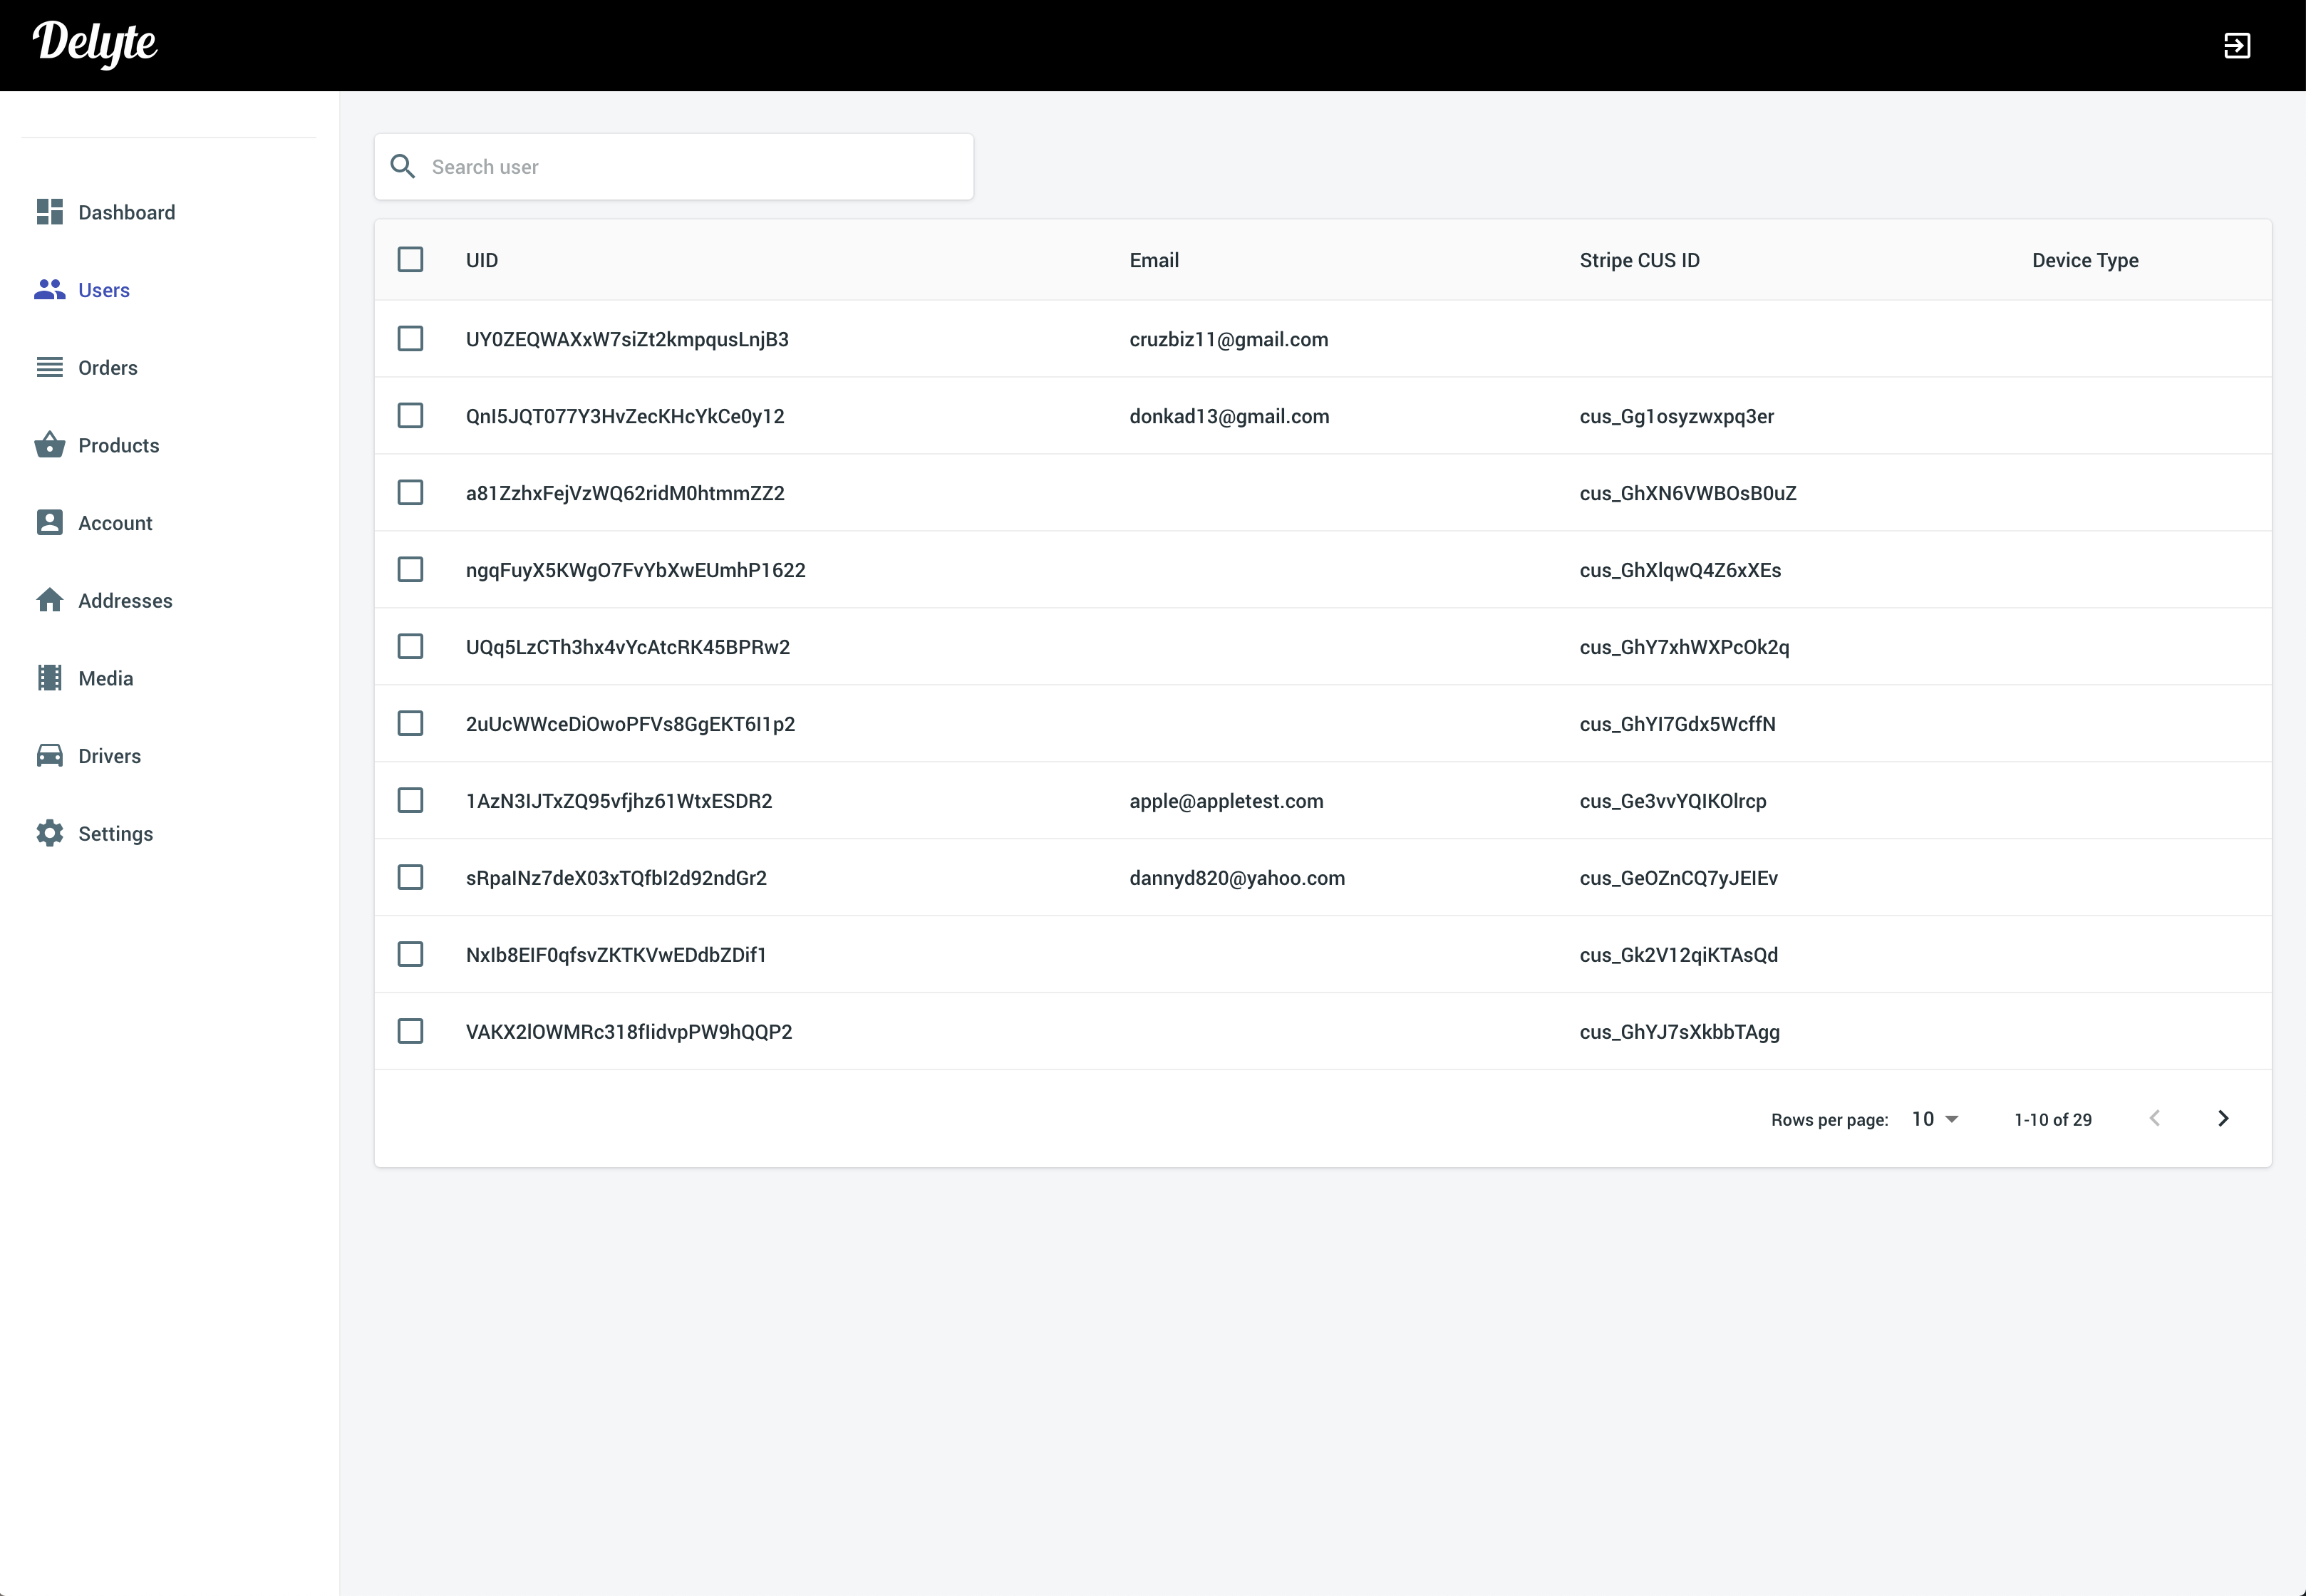 Delyte
Search user
Dashboard
Users
Orders
Products
Account
Addresses
Media
Drivers
Settings
UID Email Stripe CUS ID Device Type
UY0ZEQWAXxW7siZt2kmpqusLnjB3 cruzbiz11@gmail.com
QnI5JQT077Y3HvZecKHcYkCe0y12 donkad13@gmail.com cus_Gg1osyzwxpq3er
a81ZzhxFejVzWQ62ridM0htmmZZ2 cus_GhXN6VWBOsB0uZ
ngqFuyX5KWgO7FvYbXwEUmhP1622 cus_GhXlqwQ4Z6xXEs
UQq5LzCTh3hx4vYcAtcRK45BPRw2 cus_GhY7xhWXPcOk2q
2uUcWWceDiOwoPFVs8GgEKT6I1p2 cus_GhYI7Gdx5WcffN
1AzN3IJTxZQ95vfjhz61WtxESDR2 apple@appletest.com cus_Ge3vvYQIKOlrcp
sRpaINz7deX03xTQfbI2d92ndGr2 dannyd820@yahoo.com cus_GeOZnCQ7yJEIEv
NxIb8EIF0qfsvZKTKVwEDdbZDif1 cus_Gk2V12qiKTAsQd
VAKX2lOWMRc318fIidvpPW9hQQP2 cus_GhYJ7sXkbbTAgg
Rows per page: 10 1-10 of 29